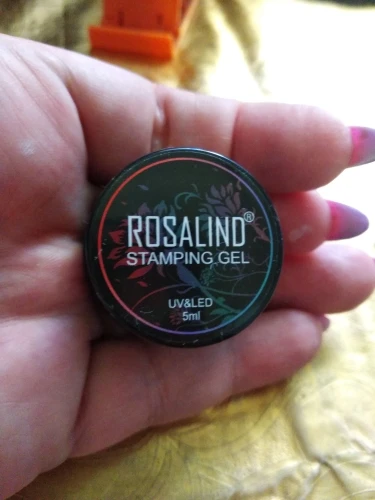 ROSALIND®
STAMPING GEL
UV&LED
5ml